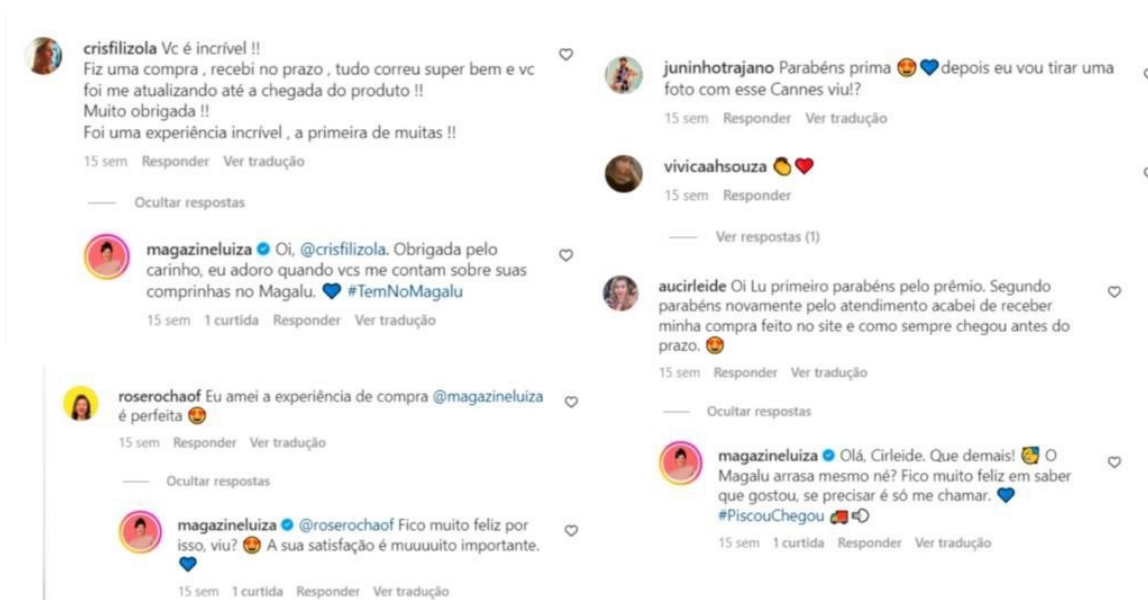 crisfilizola Vc é incrível !!
Fiz uma compra , recebi no prazo , tudo correu super bem e vc
foi me atualizando até a chegada do produto !!
Muito obrigada !!
Foi uma experiência incrível , a primeira de muitas !!
15 sem Responder Ver tradução
Ocultar respostas
magazineluiza Oi, @crisfilizola. Obrigada pelo
carinho, eu adoro quando vcs me contam sobre suas
comprinhas no Magalu. 💙 #TemNoMagalu
15 sem 1 curtida Responder Ver tradução
roserochaof Eu amei a experiência de compra @magazineluiza
é perfeita 😍
15 sem Responder Ver tradução
Ocultar respostas
magazineluiza @roserochaof Fico muito feliz por
isso, viu? 😍 A sua satisfação é muuuuito importante.
💙
15 sem 1 curtida Responder Ver tradução
juninhotrajano Parabéns prima 😍💙depois eu vou tirar uma
foto com esse Cannes viu!?
15 sem Responder Ver tradução
vivicaahsouza 👏❤️
15 sem Responder
Ver respostas (1)
aucirleide Oi Lu primeiro parabéns pelo prêmio. Segundo
parabéns novamente pelo atendimento acabei de receber
minha compra feito no site e como sempre chegou antes do
prazo. 😍
15 sem Responder Ver tradução
Ocultar respostas
magazineluiza Olá, Cirleide. Que demais! 🥳 O
Magalu arrasa mesmo né? Fico muito feliz em saber
que gostou, se precisar é só me chamar. 💙
#PiscouChegou 🚚💨
15 sem 1 curtida Responder Ver tradução